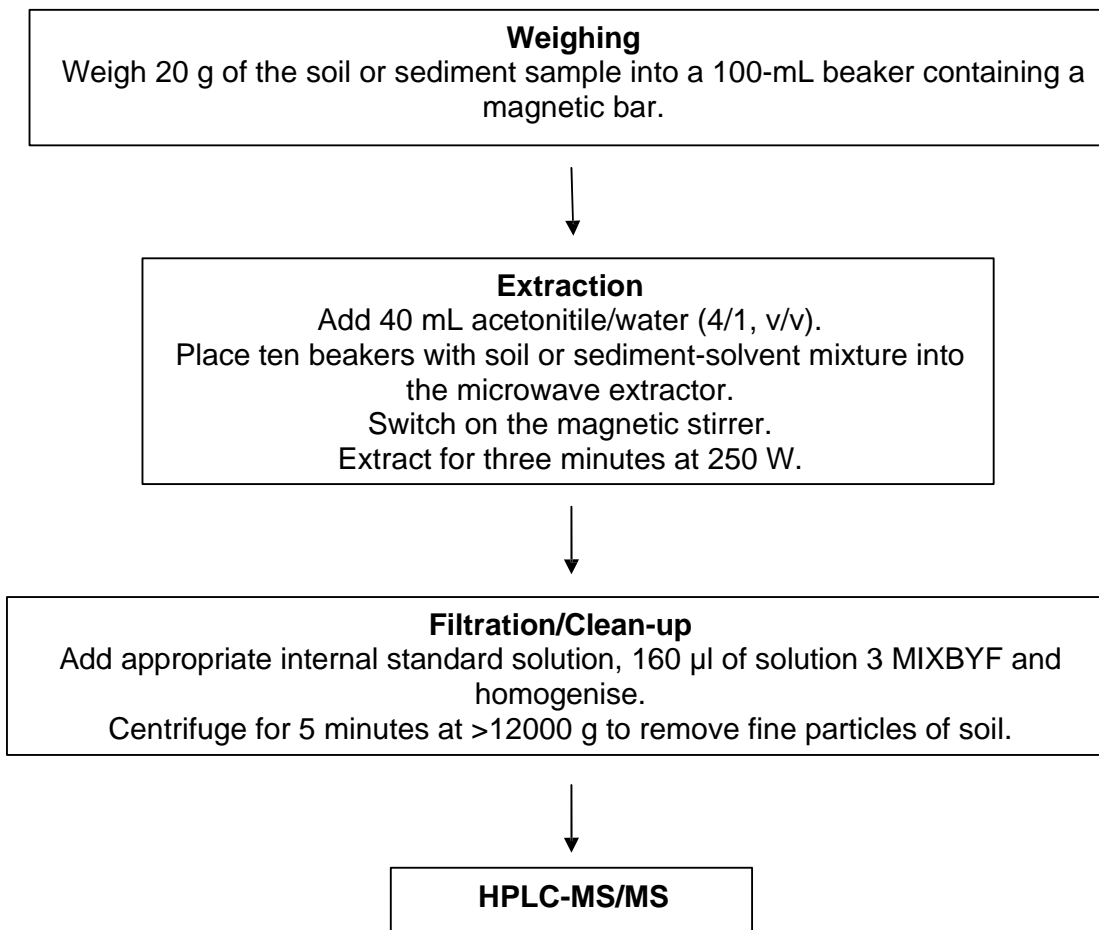 Weighing
Weigh 20 g of the soil or sediment sample into a 100-mL beaker containing a
magnetic bar.
Extraction
Add 40 mL acetonitile/water (4/1, v/v).
Place ten beakers with soil or sediment-solvent mixture into
the microwave extractor.
Switch on the magnetic stirrer.
Extract for three minutes at 250 W.
Filtration/Clean-up
Add appropriate internal standard solution, 160 µl of solution 3 MIXBYF and
homogenise.
Centrifuge for 5 minutes at >12000 g to remove fine particles of soil.
HPLC-MS/MS